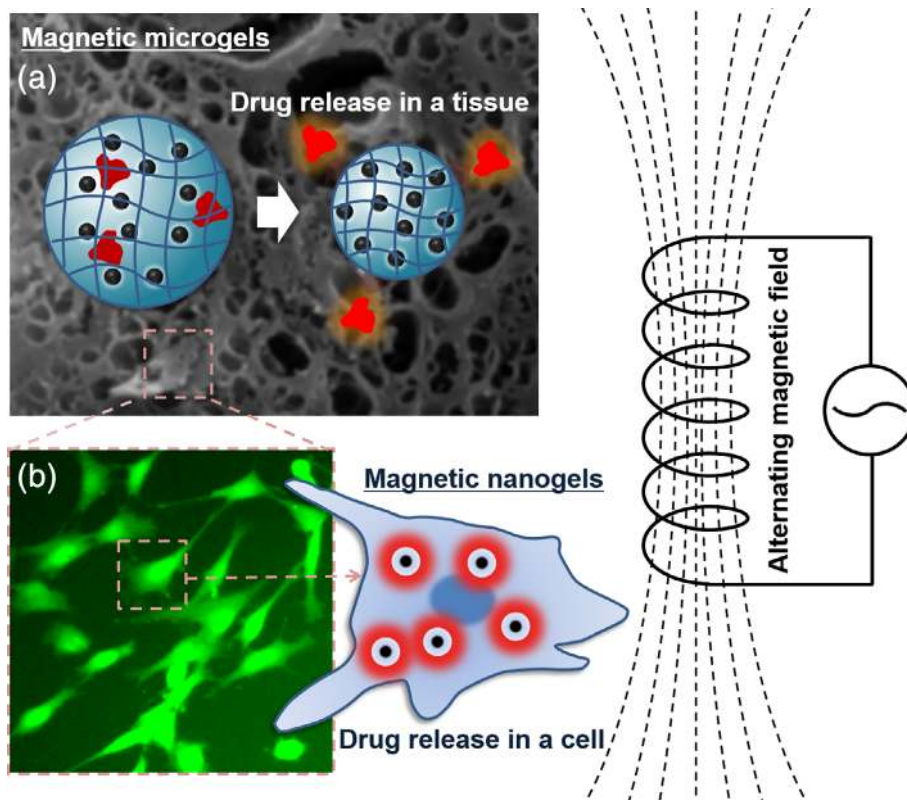 Magnetic microgels
(a)
Drug release in a tissue
Alternating magnetic field
(b)
Magnetic nanogels
Drug release in a cell